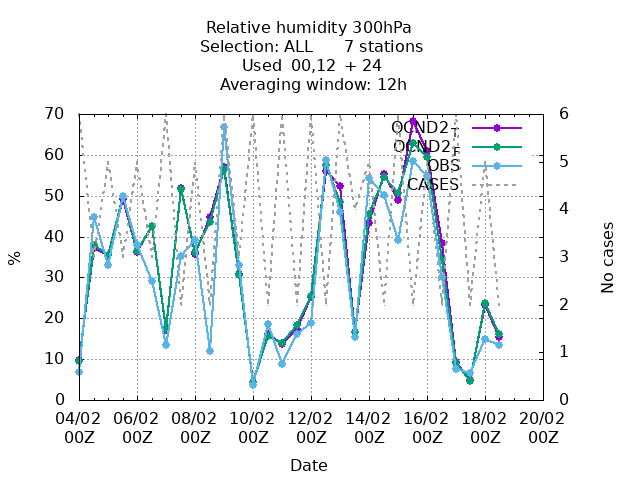 Relative humidity 300hPa
Selection: ALL 7 stations
Used 00,12 + 24
Averaging window: 12h
70 6
60 5
50 4
40
30 3
20 2
10 1
0 0
%
No cases
OBS
CASES
04/02 06/02 08/02 10/02 12/02 14/02 16/02 18/02 20/02
00Z 00Z 00Z 00Z 00Z 00Z 00Z 00Z 00Z
Date